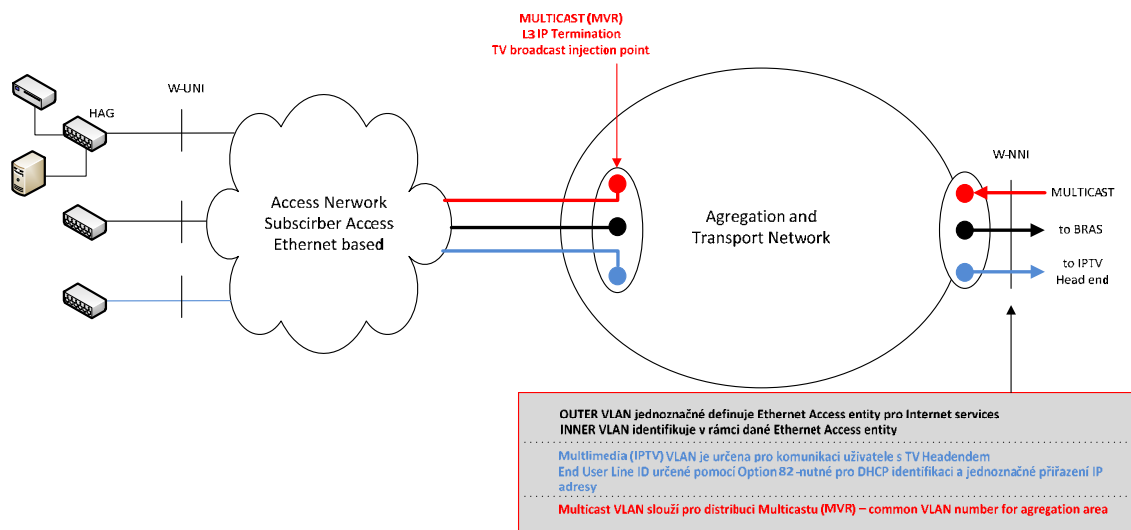 MULTICAST (MVR)
L3 IP Termination
TV broadcast injection point
W-UNI
HAG
W-NNI
Access Network
Subscirber Access
Ethernet based
Agregation and
Transport Network
MULTICAST
to BRAS
to IPTV
Head end
OUTER VLAN jednoznačné definuje Ethernet Access entity pro Internet services
INNER VLAN identifikuje v rámci dané Ethernet Access entity
Multlimedia (IPTV) VLAN je určena pro komunikaci uživatele s TV Headendem
End User Line ID určené pomocí Option 82 -nutné pro DHCP identifikaci a jednoznačné přiřazení IP
adresy
Multicast VLAN slouží pro distribuci Multicastu (MVR) – common VLAN number for agregation area